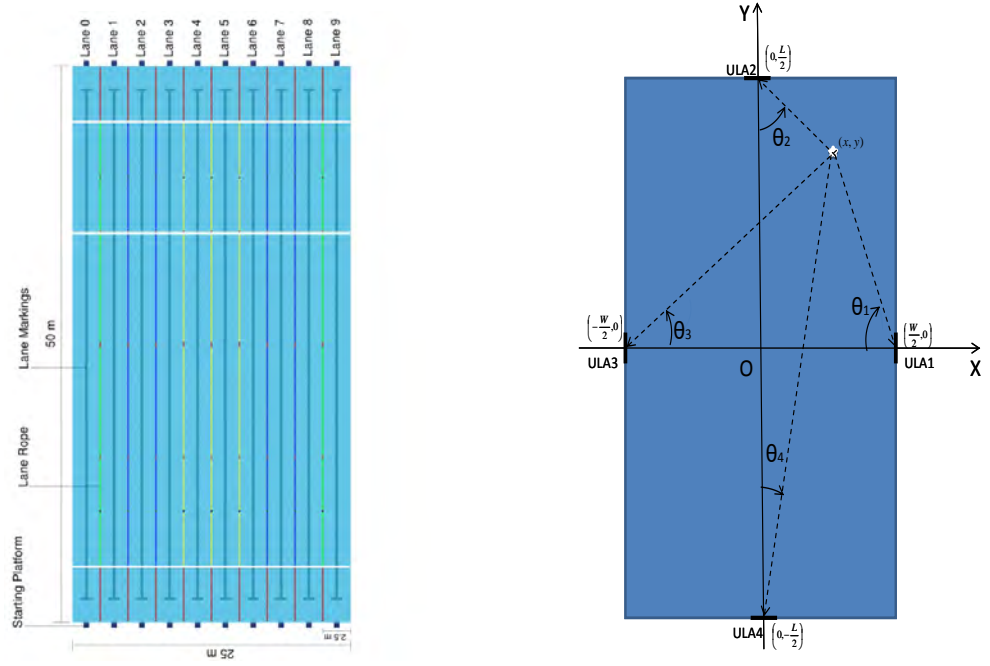 Lane 0
Lane 1
Lane 2
Lane 3
Lane 4
Lane 5
Lane 6
Lane 7
Lane 8
Lane 9
Lane Markings
50 m
Lane Rope
Starting Platform
2.5 m
25 m
Y
(0, L/2)
ULA2
θ2
(x, y)
(-W/2, 0)
θ3
θ1
(W/2, 0)
ULA3
O
ULA1
X
θ4
ULA4
(0, -L/2)